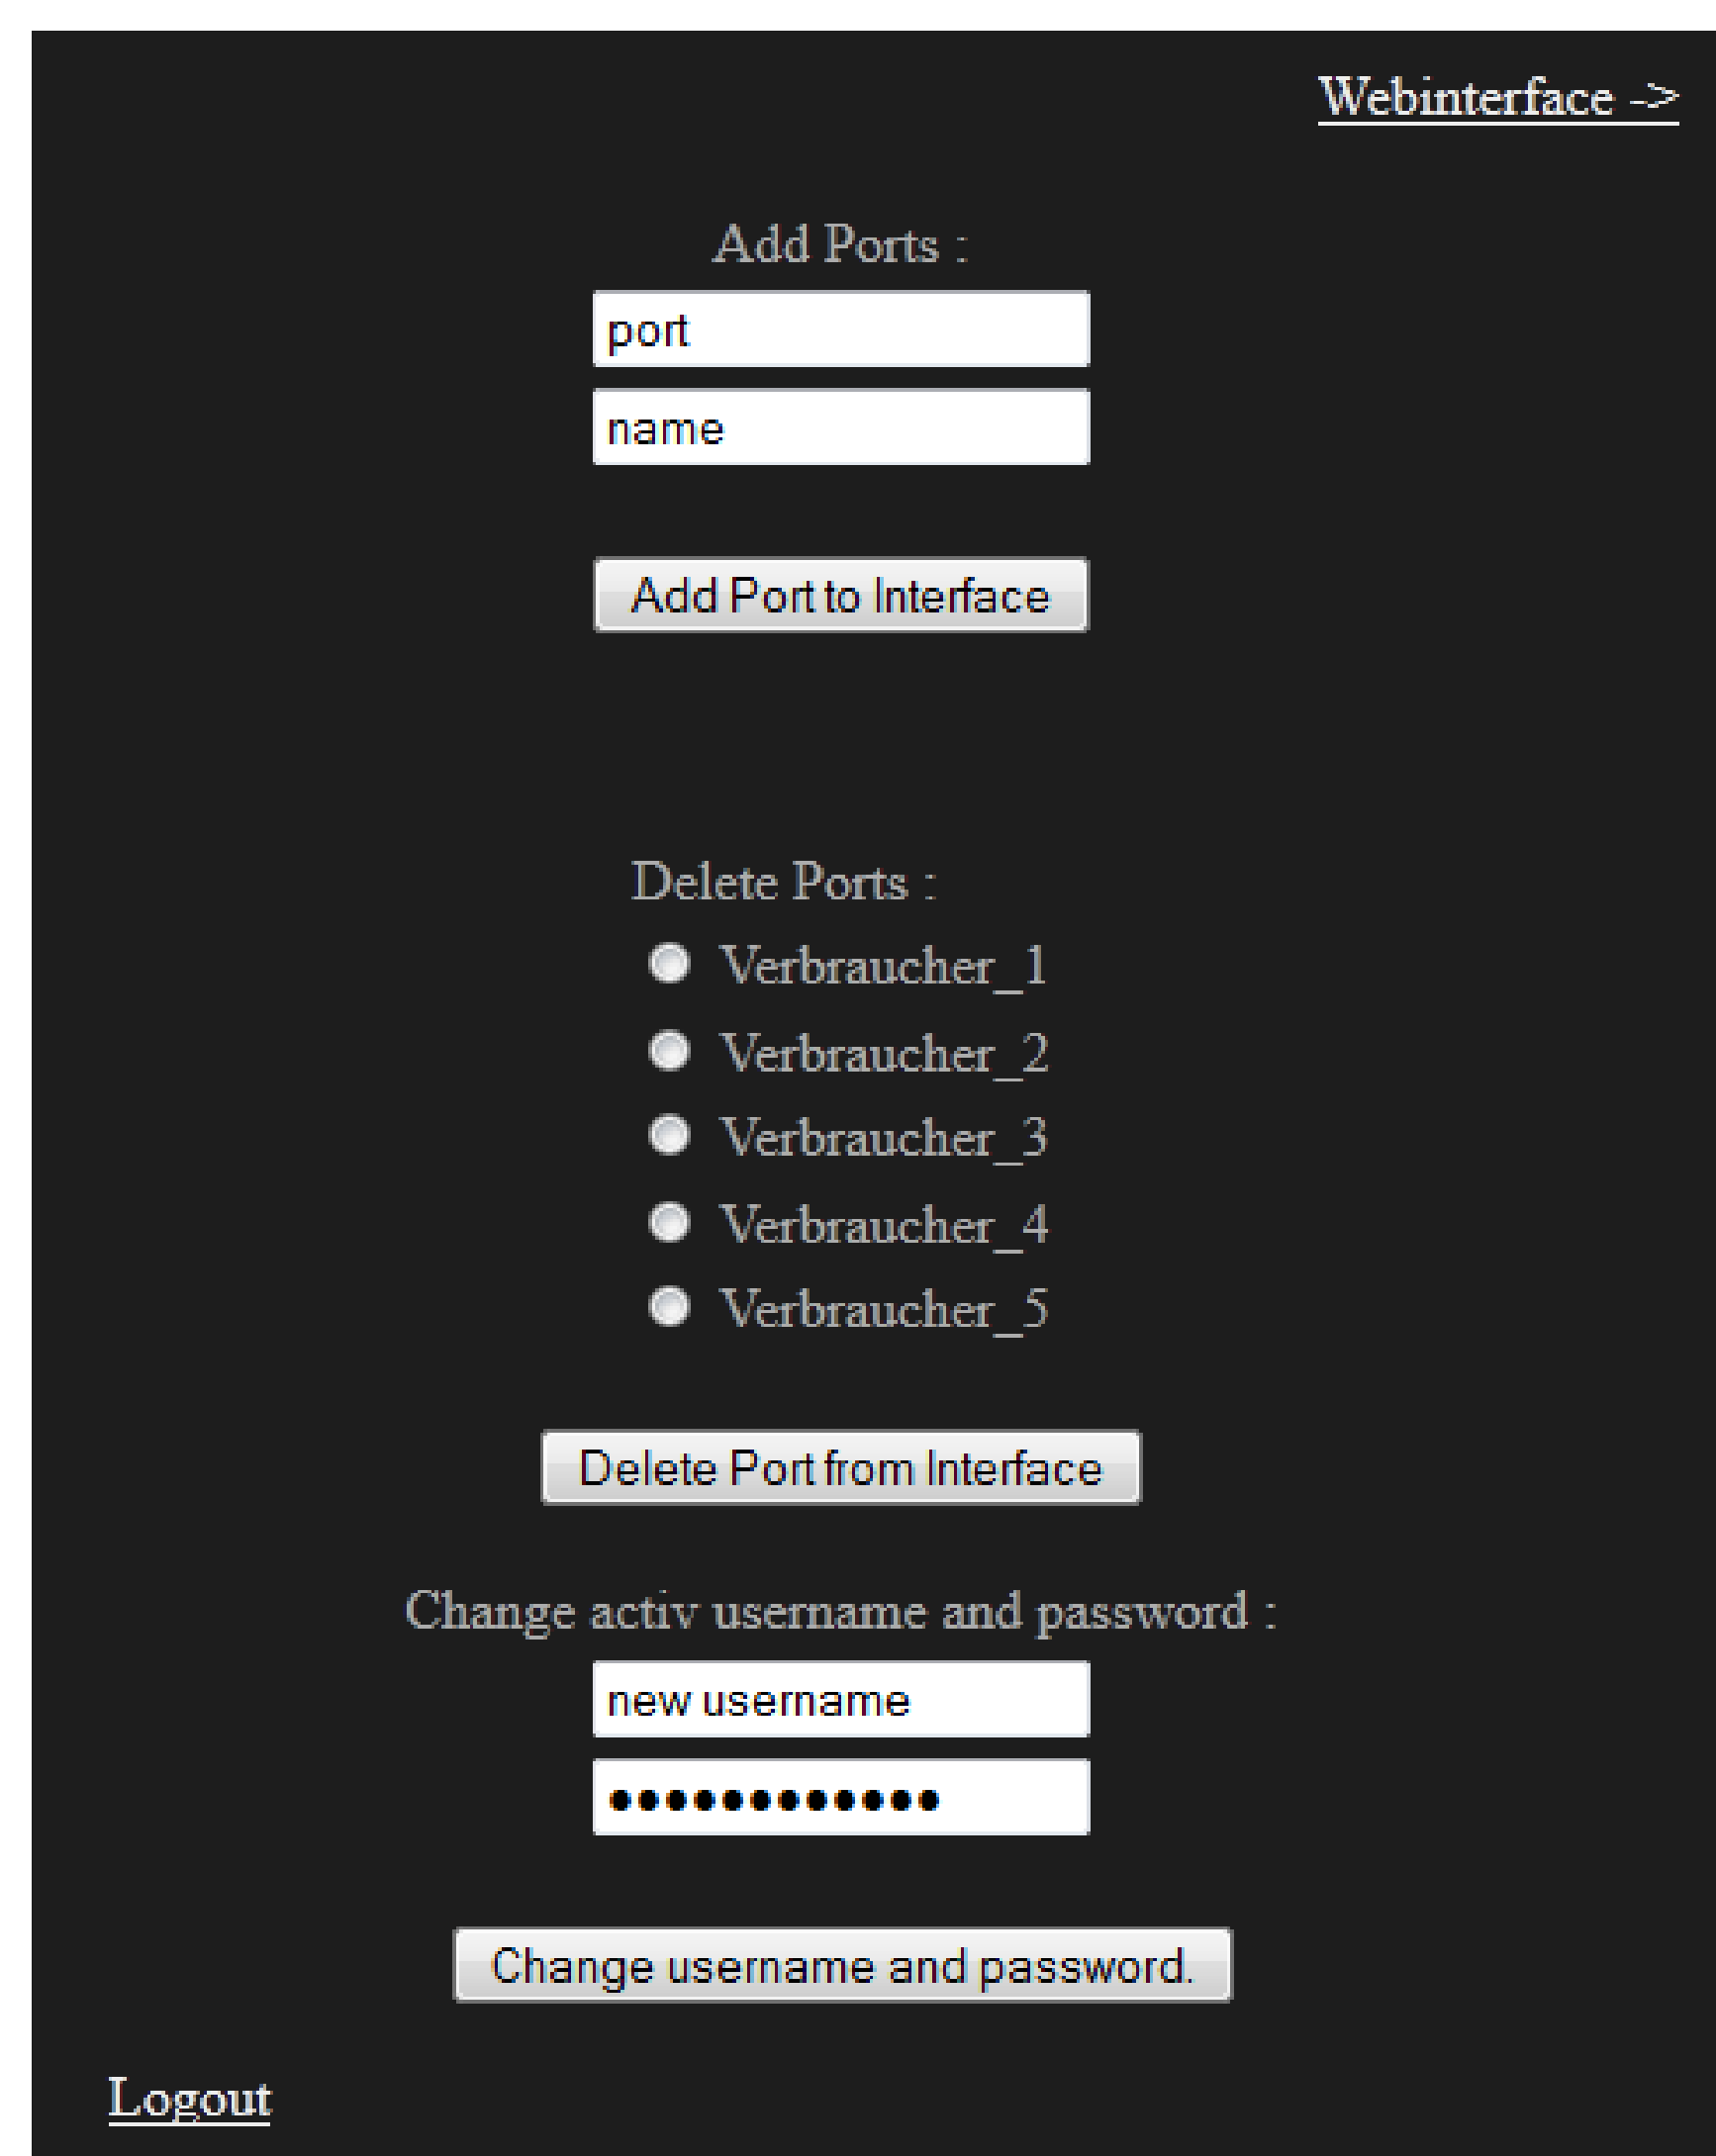 Webinterface ->
Add Ports :
port
name
Add Port to Interface
Delete Ports :
Verbraucher_1
Verbraucher_2
Verbraucher_3
Verbraucher_4
Verbraucher_5
Delete Port from Interface
Change activ username and password :
new username
●●●●●●●●●●●●
Change username and password.
Logout